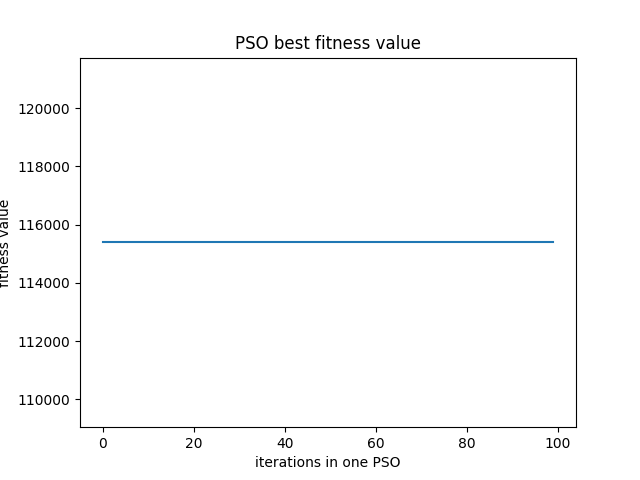 PSO best fitness value
120000
118000
116000
114000
112000
110000
fitness value
0 20 40 60 80 100
iterations in one PSO